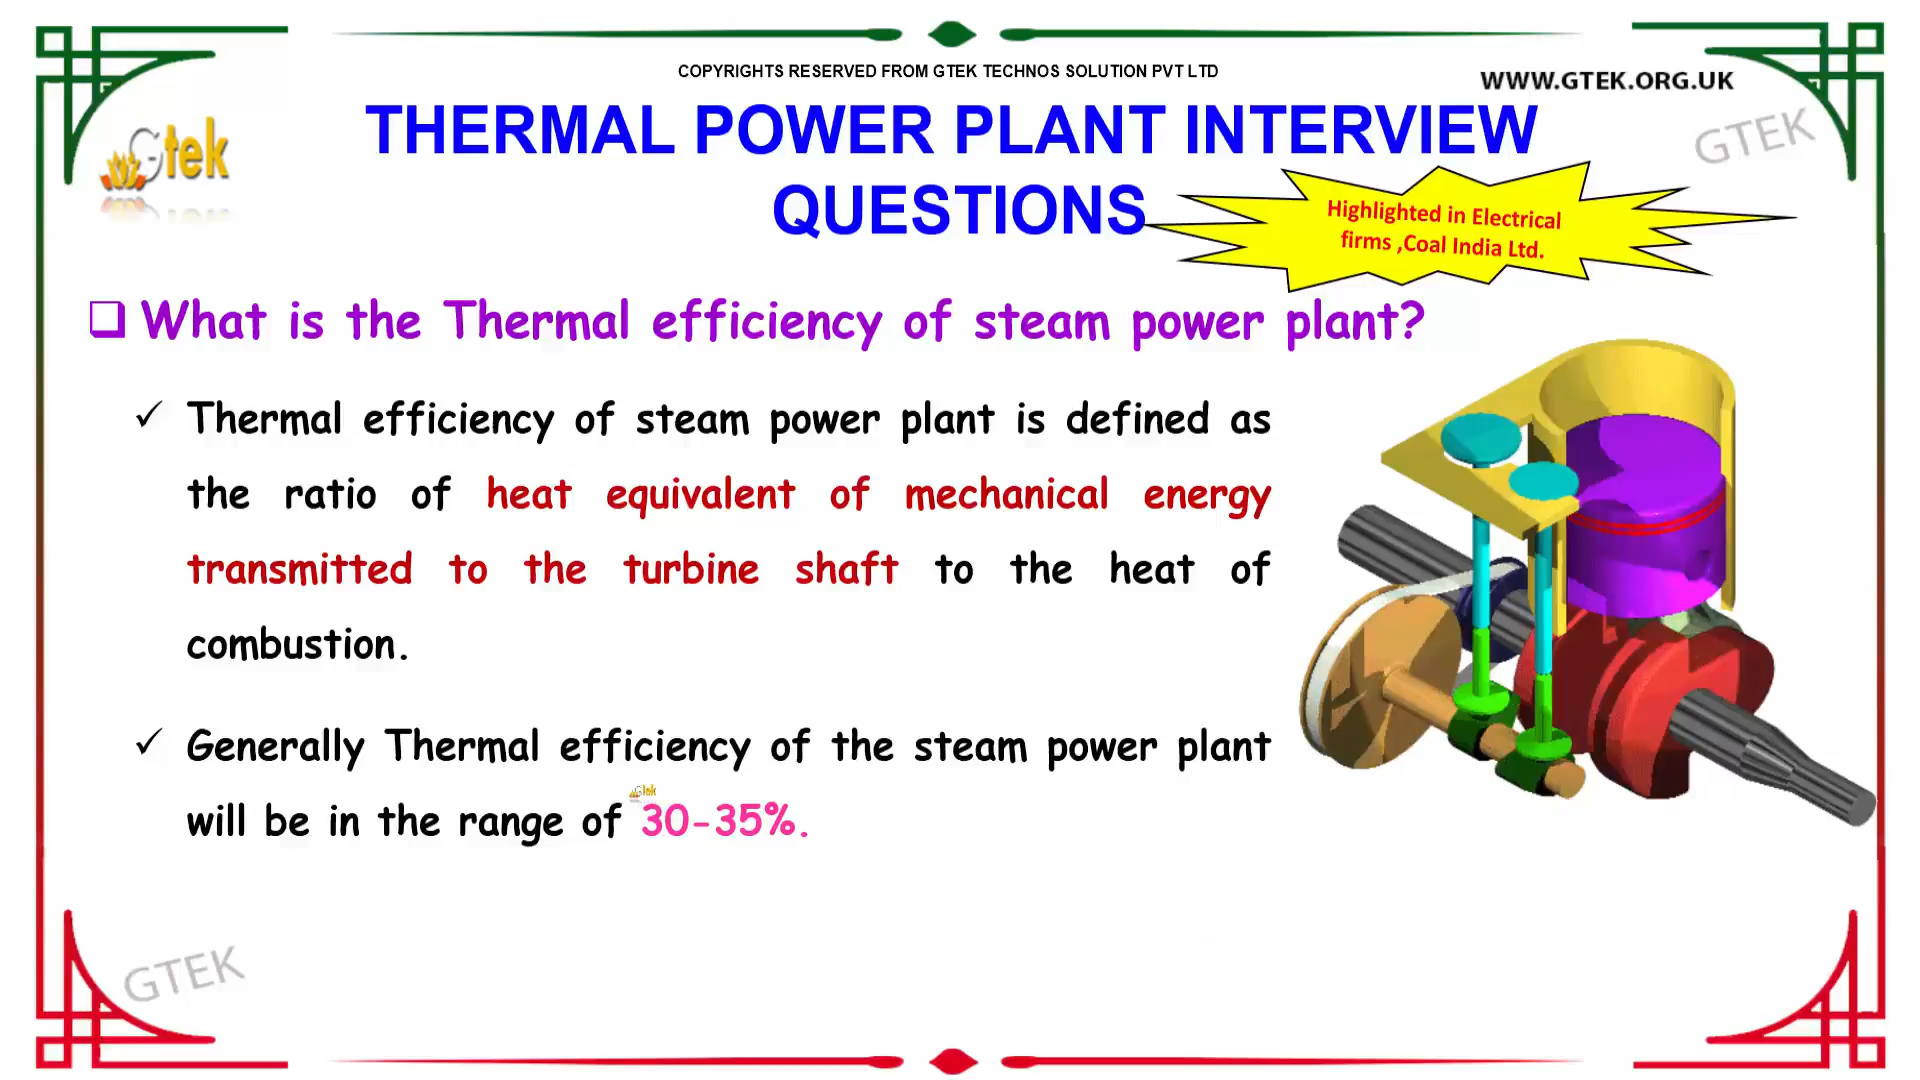 COPYRIGHTS RESERVED FROM GTEK TECHNOS SOLUTION PVT LTD
WWW.GTEK.ORG.UK
Gtek
THERMAL POWER PLANT INTERVIEW
GTEK
QUESTIONS
Highlighted in Electrical
firms ,Coal India Ltd.
What is the Thermal efficiency of steam power plant?
Thermal efficiency of steam power plant is defined as
the ratio of heat equivalent of mechanical energy
transmitted to the turbine shaft to the heat of
combustion.
Generally Thermal efficiency of the steam power plant
Gtek
will be in the range of 30-35%.
GTEK